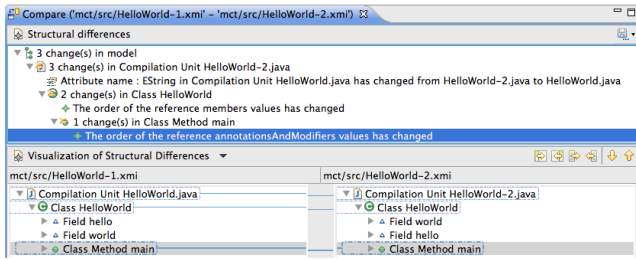 Compare ('mct/src/HelloWorld-1.xmi' - 'mct/src/HelloWorld-2.xmi')
Structural differences
3 change(s) in model
3 change(s) in Compilation Unit HelloWorld-2.java
Attribute name : EString in Compilation Unit HelloWorld.java has changed from HelloWorld-2.java to HelloWorld.java
2 change(s) in Class HelloWorld
The order of the reference members values has changed
1 change(s) in Class Method main
The order of the reference annotationsAndModifiers values has changed
Visualization of Structural Differences
mct/src/HelloWorld-1.xmi mct/src/HelloWorld-2.xmi
Compilation Unit HelloWorld.java Compilation Unit HelloWorld-2.java
Class HelloWorld Class HelloWorld
Field hello Field world
Field world Field hello
Class Method main Class Method main